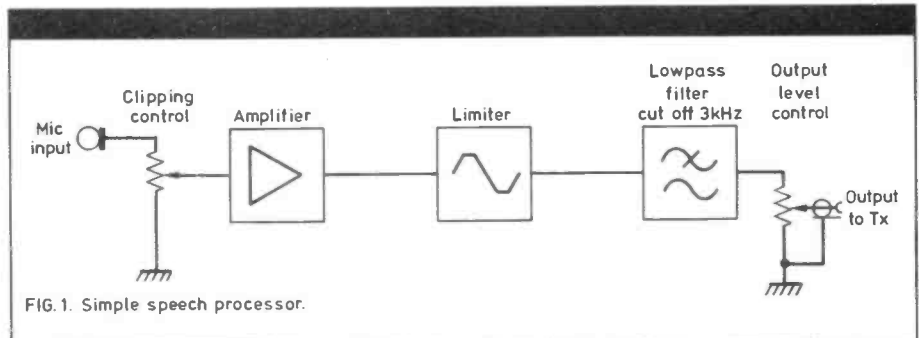 Mic
input
Clipping
control
Amplifier
Limiter
Lowpass
filter
cut off 3kHz
Output
level
control
Output
to Tx
FIG.1. Simple speech processor.